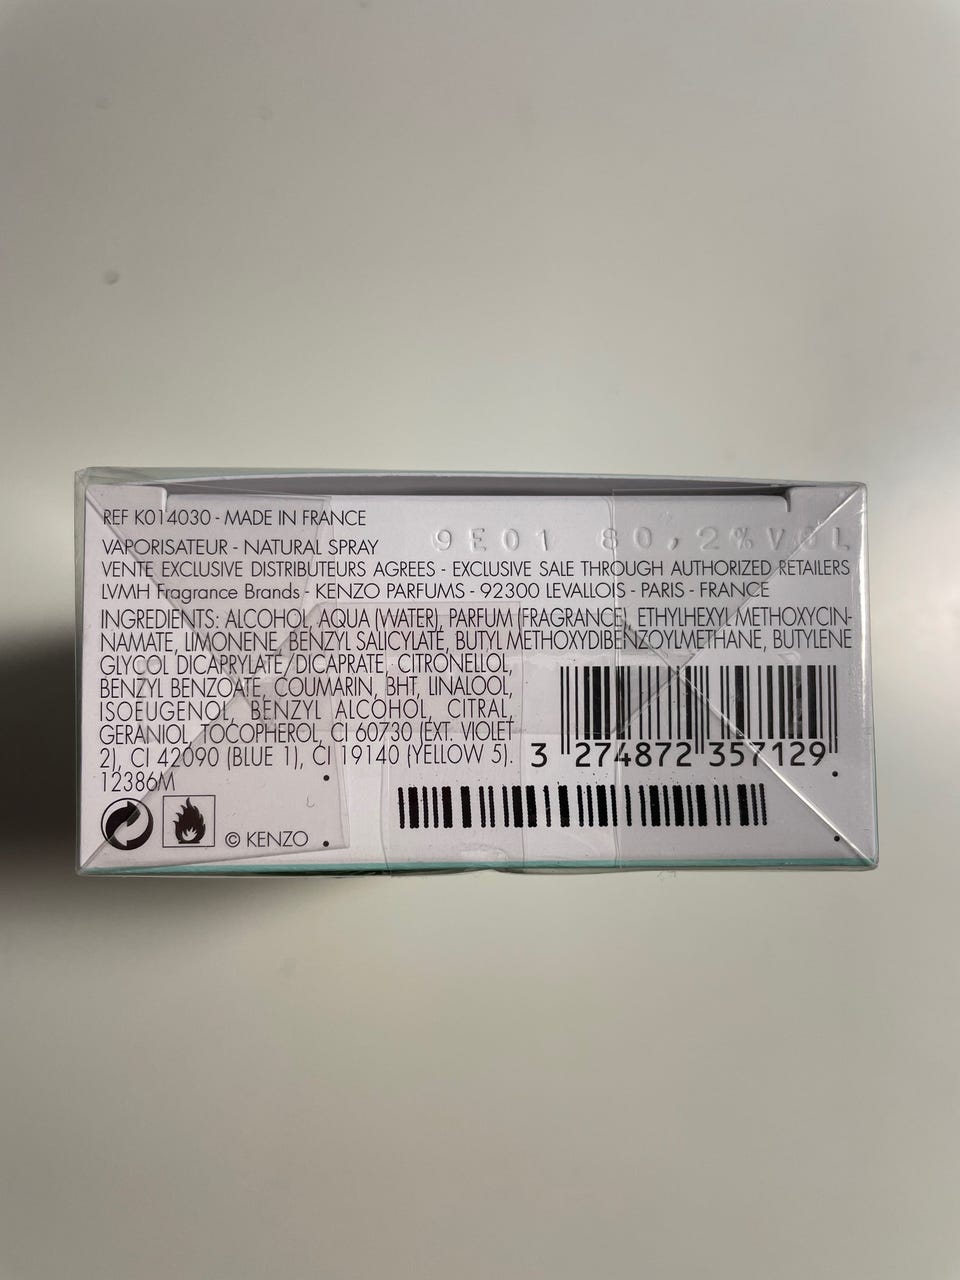 REF K014030 - MADE IN FRANCE
VAPORISATEUR - NATURAL SPRAY
9E01 80,2%VOL
VENTE EXCLUSIVE DISTRIBUTEURS AGREES - EXCLUSIVE SALE THROUGH AUTHORIZED RETAILERS
LVMH Fragrance Brands - KENZO PARFUMS - 92300 LEVALLOIS - PARIS - FRANCE
INGREDIENTS: ALCOHOL, AQUA (WATER), PARFUM (FRAGRANCE), ETHYLHEXYL METHOXYCIN-
NAMATE, LIMONENE, BENZYL SALICYLATE, BUTYL METHOXYDIBENZOYLMETHANE, BUTYLENE
GLYCOL DICAPRYLATE/DICAPRATE, CITRONELLOL,
BENZYL BENZOATE, COUMARIN, BHT, LINALOOL,
ISOEUGENOL, BENZYL ALCOHOL, CITRAL,
GERANIOL, TOCOPHEROL, CI 60730 (EXT. VIOLET
2), CI 42090 (BLUE 1), CI 19140 (YELLOW 5).
12386M
3 274872 357129
© KENZO